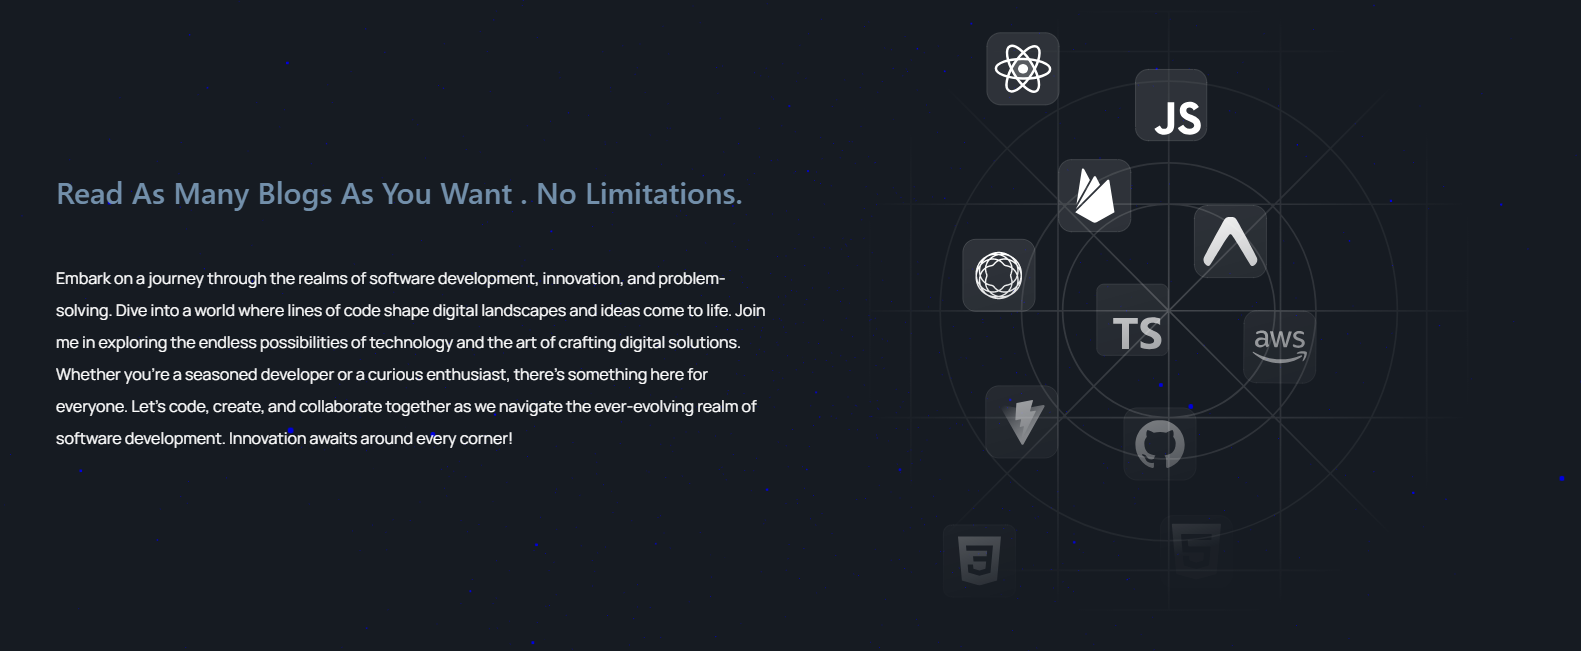 Read As Many Blogs As You Want . No Limitations.
Embark on a journey through the realms of software development, innovation, and problem-
solving. Dive into a world where lines of code shape digital landscapes and ideas come to life. Join
me in exploring the endless possibilities of technology and the art of crafting digital solutions.
Whether you're a seasoned developer or a curious enthusiast, there's something here for
everyone. Let's code, create, and collaborate together as we navigate the ever-evolving realm of
software development. Innovation awaits around every corner!
JS
TS
aws
3
5